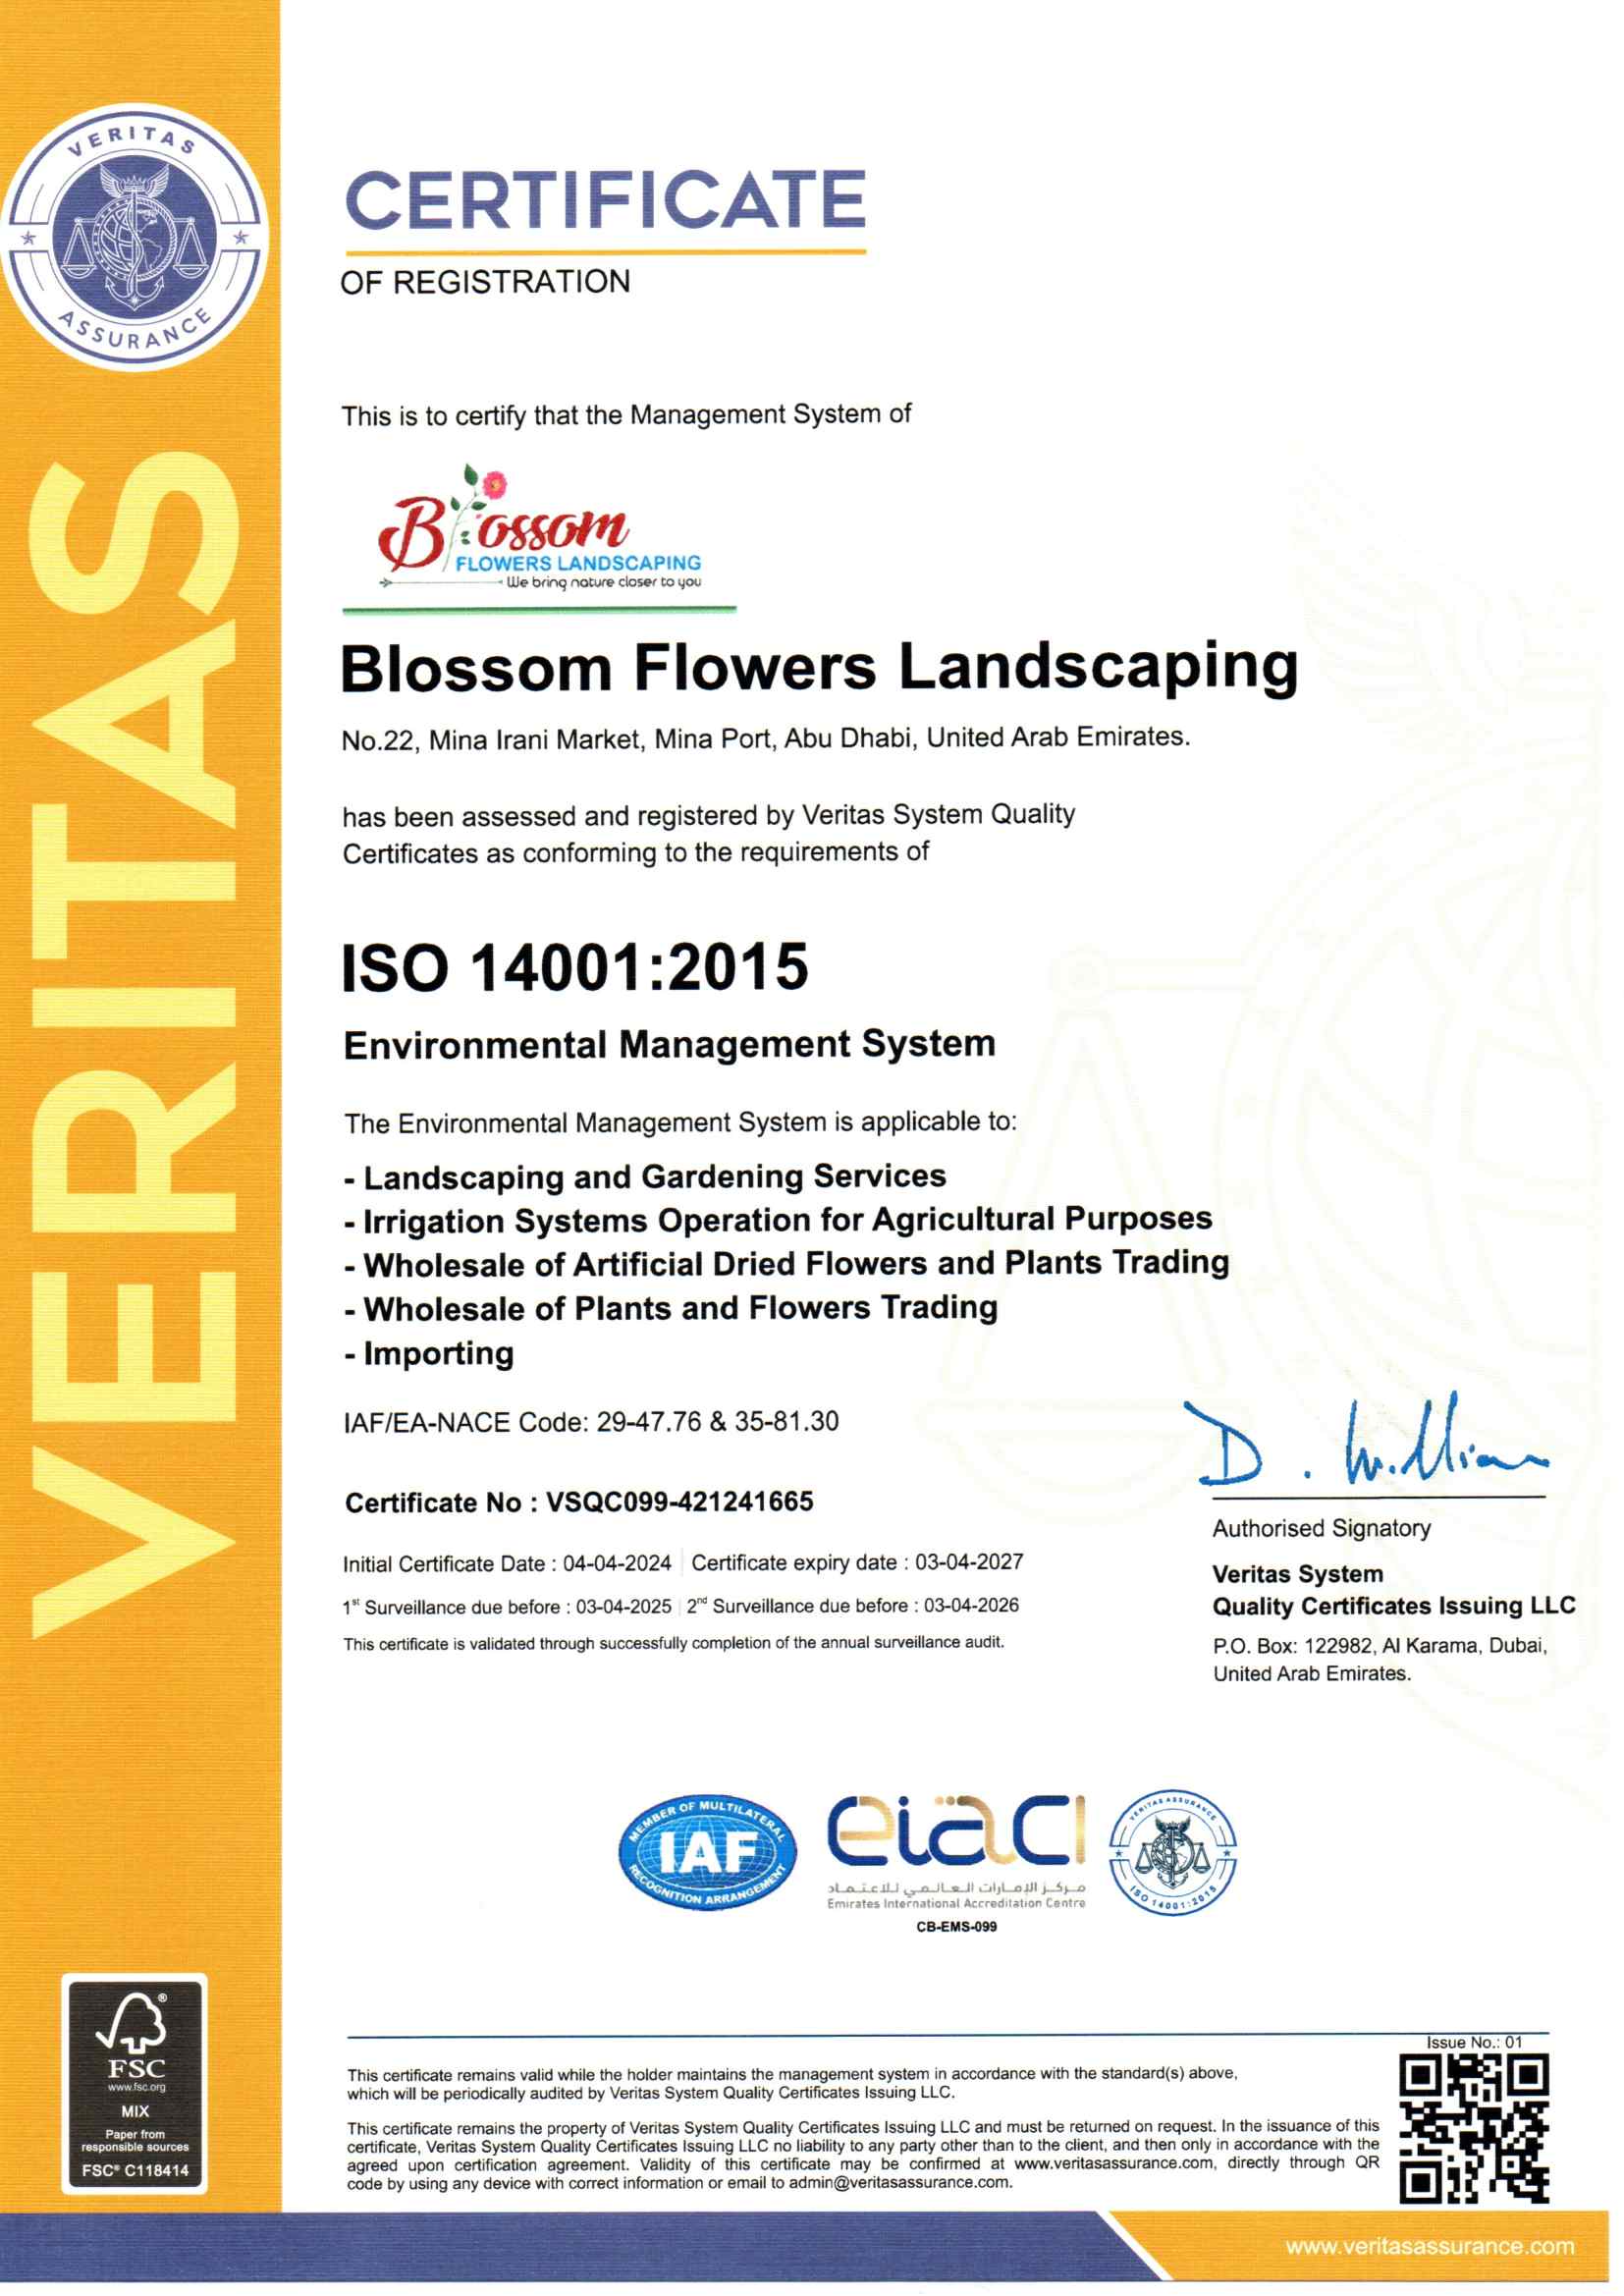 VERITAS
ASSURANCE
VERITAS
CERTIFICATE
OF REGISTRATION
This is to certify that the Management System of
Blossom
FLOWERS LANDSCAPING
We bring nature closer to you
Blossom Flowers Landscaping
No.22, Mina Irani Market, Mina Port, Abu Dhabi, United Arab Emirates.
has been assessed and registered by Veritas System Quality
Certificates as conforming to the requirements of
ISO 14001:2015
Environmental Management System
The Environmental Management System is applicable to:
- Landscaping and Gardening Services
- Irrigation Systems Operation for Agricultural Purposes
- Wholesale of Artificial Dried Flowers and Plants Trading
- Wholesale of Plants and Flowers Trading
- Importing
IAF/EA-NACE Code: 29-47.76 & 35-81.30
Certificate No : VSQC099-421241665
Initial Certificate Date : 04-04-2024 Certificate expiry date : 03-04-2027
1st Surveillance due before : 03-04-2025 2nd Surveillance due before : 03-04-2026
This certificate is validated through successfully completion of the annual surveillance audit.
D. William
Authorised Signatory
Veritas System
Quality Certificates Issuing LLC
P.O. Box: 122982, Al Karama, Dubai,
United Arab Emirates.
MEMBER OF MULTILATERAL
IAF
RECOGNITION ARRANGEMENT
eiac
مركز الإمارات العالمي للاعتماد
Emirates International Accreditation Centre
CB-EMS-099
VERITAS ASSURANCE
ISO 14001:2015
FSC
www.fsc.org
MIX
Paper from
responsible sources
FSC® C118414
Issue No.: 01
This certificate remains valid while the holder maintains the management system in accordance with the standard(s) above,
which will be periodically audited by Veritas System Quality Certificates Issuing LLC.
This certificate remains the property of Veritas System Quality Certificates Issuing LLC and must be returned on request. In the issuance of this
certificate, Veritas System Quality Certificates Issuing LLC no liability to any party other than to the client, and then only in accordance with the
agreed upon certification agreement. Validity of this certificate may be confirmed at www.veritasassurance.com, directly through QR
code by using any device with correct information or email to admin@veritasassurance.com.
www.veritasassurance.com